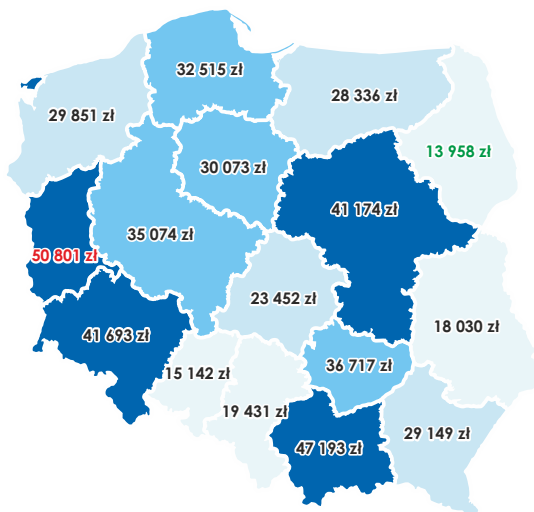 32 515 zł
28 336 zł
29 851 zł
13 958 zł
30 073 zł
41 174 zł
35 074 zł
50 801 zł
23 452 zł
18 030 zł
41 693 zł
36 717 zł
15 142 zł
19 431 zł
29 149 zł
47 193 zł